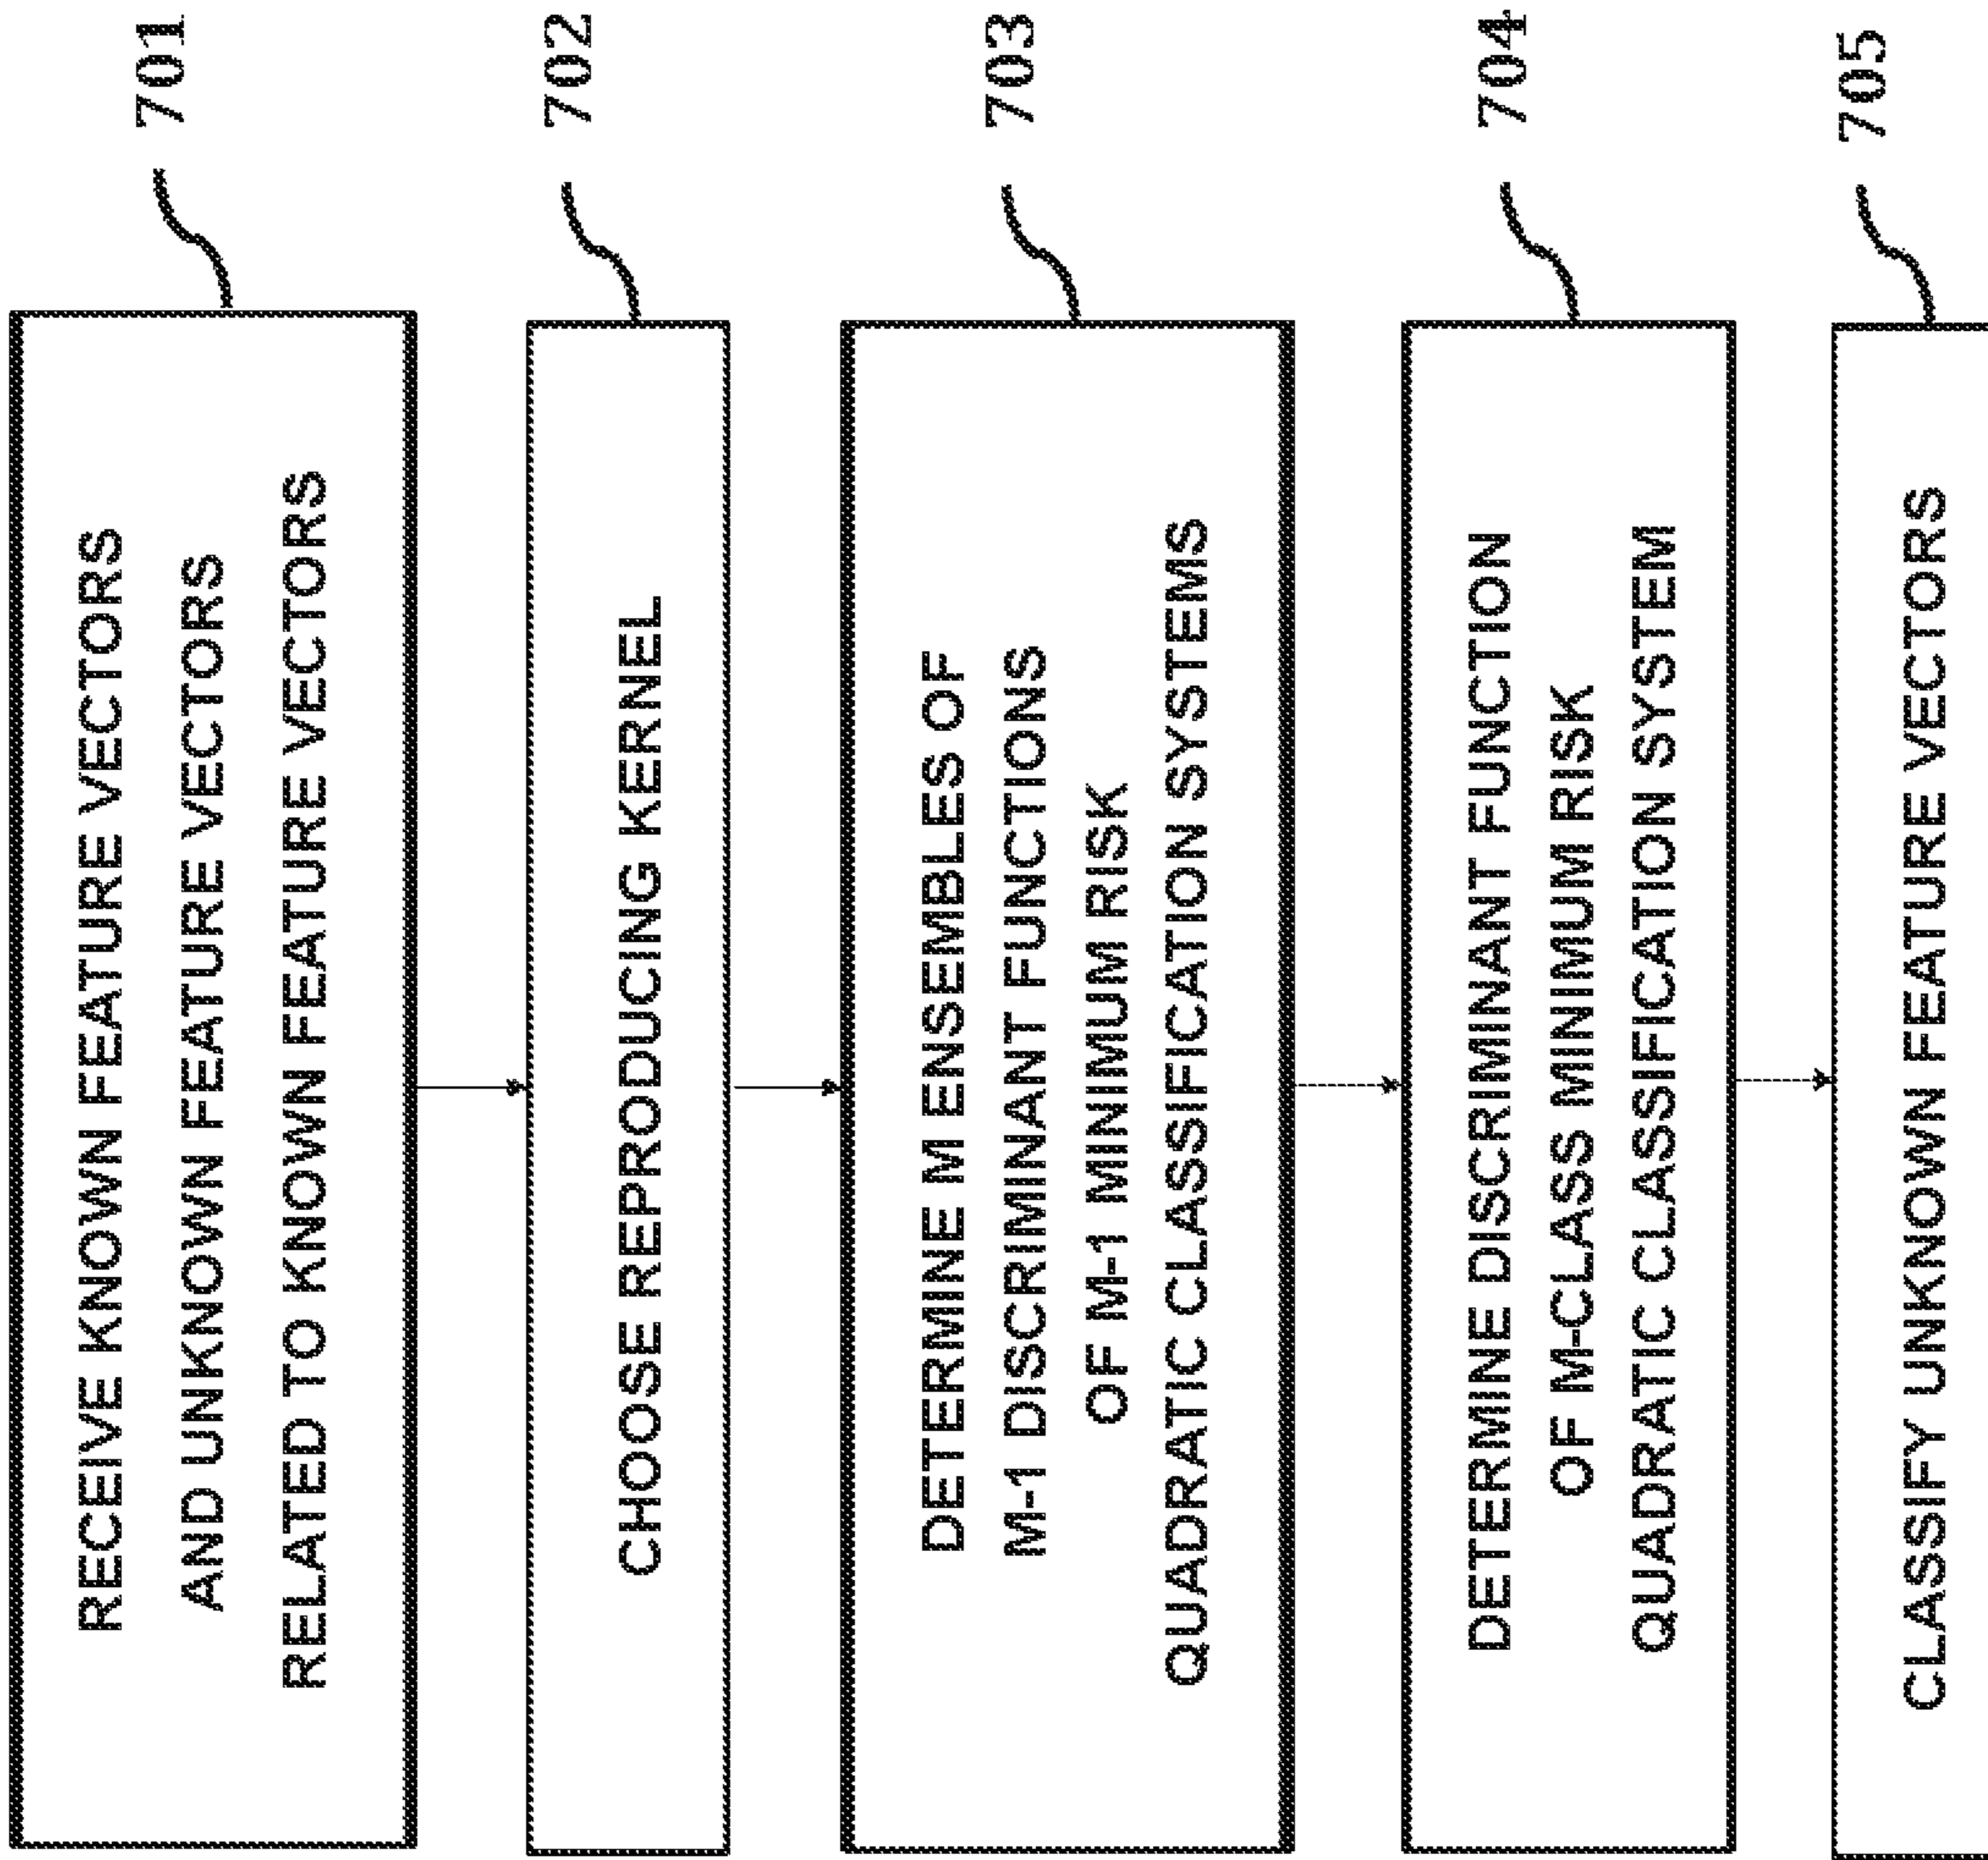 RECEIVE KNOWN FEATURE VECTORS
AND UNKNOWN FEATURE VECTORS
RELATED TO KNOWN FEATURE VECTORS
701
CHOOSE REPRODUCING KERNEL
702
DETERMINE M ENSEMBLES OF
M-1 DISCRIMINANT FUNCTIONS
OF M-1 MINIMUM RISK
QUADRATIC CLASSIFICATION SYSTEMS
703
DETERMINE DISCRIMINANT FUNCTION
OF M-CLASS MINIMUM RISK
QUADRATIC CLASSIFICATION SYSTEM
704
CLASSIFY UNKNOWN FEATURE VECTORS
705